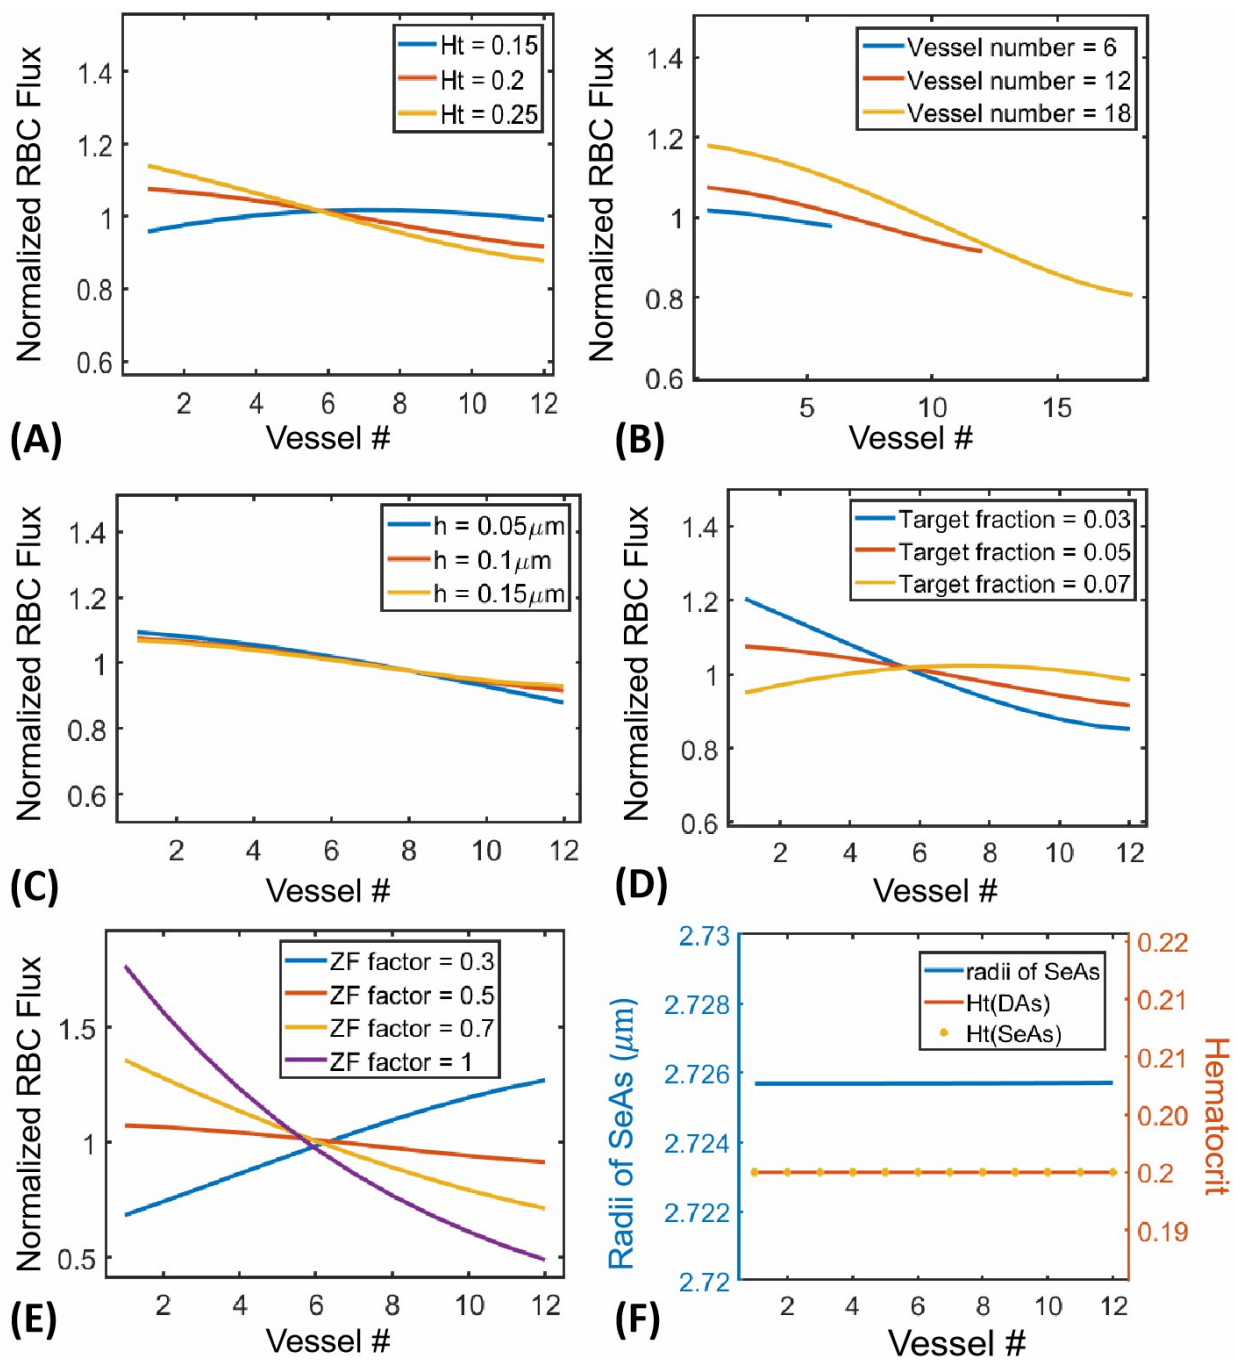 Normalized RBC Flux
1.4
1.2
1
0.8
0.6
Ht = 0.15
Ht = 0.2
Ht = 0.25
2 4 6 8 10 12
Vessel #
(A)
Normalized RBC Flux
1.4
1.2
1
0.8
0.6
Vessel number = 6
Vessel number = 12
Vessel number = 18
5 10 15
Vessel #
(B)
Normalized RBC Flux
1.4
1.2
1
0.8
0.6
h = 0.05μm
h = 0.1μm
h = 0.15μm
2 4 6 8 10 12
Vessel #
(C)
Normalized RBC Flux
1.4
1.2
1
0.8
0.6
Target fraction = 0.03
Target fraction = 0.05
Target fraction = 0.07
2 4 6 8 10 12
Vessel #
(D)
Normalized RBC Flux
1.5
1
0.5
ZF factor = 0.3
ZF factor = 0.5
ZF factor = 0.7
ZF factor = 1
2 4 6 8 10 12
Vessel #
(E)
Radii of SeAs (μm)
2.73
2.728
2.726
2.724
2.722
2.72
radii of SeAs
Ht(DAs)
Ht(SeAs)
0.22
0.21
0.21
0.20
0.2
0.19
Hematocrit
2 4 6 8 10 12
Vessel #
(F)